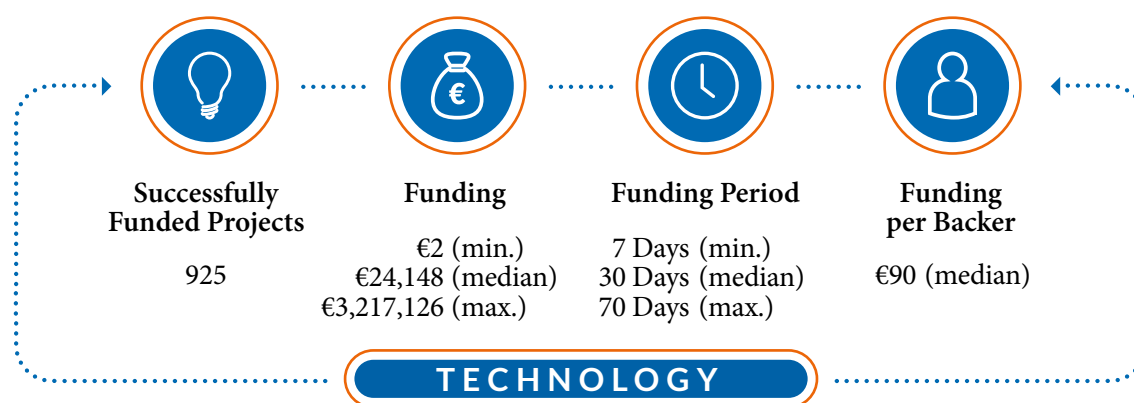 €
Successfully
Funded Projects
925
Funding
€2 (min.)
€24,148 (median)
€3,217,126 (max.)
Funding Period
7 Days (min.)
30 Days (median)
70 Days (max.)
Funding
per Backer
€90 (median)
TECHNOLOGY